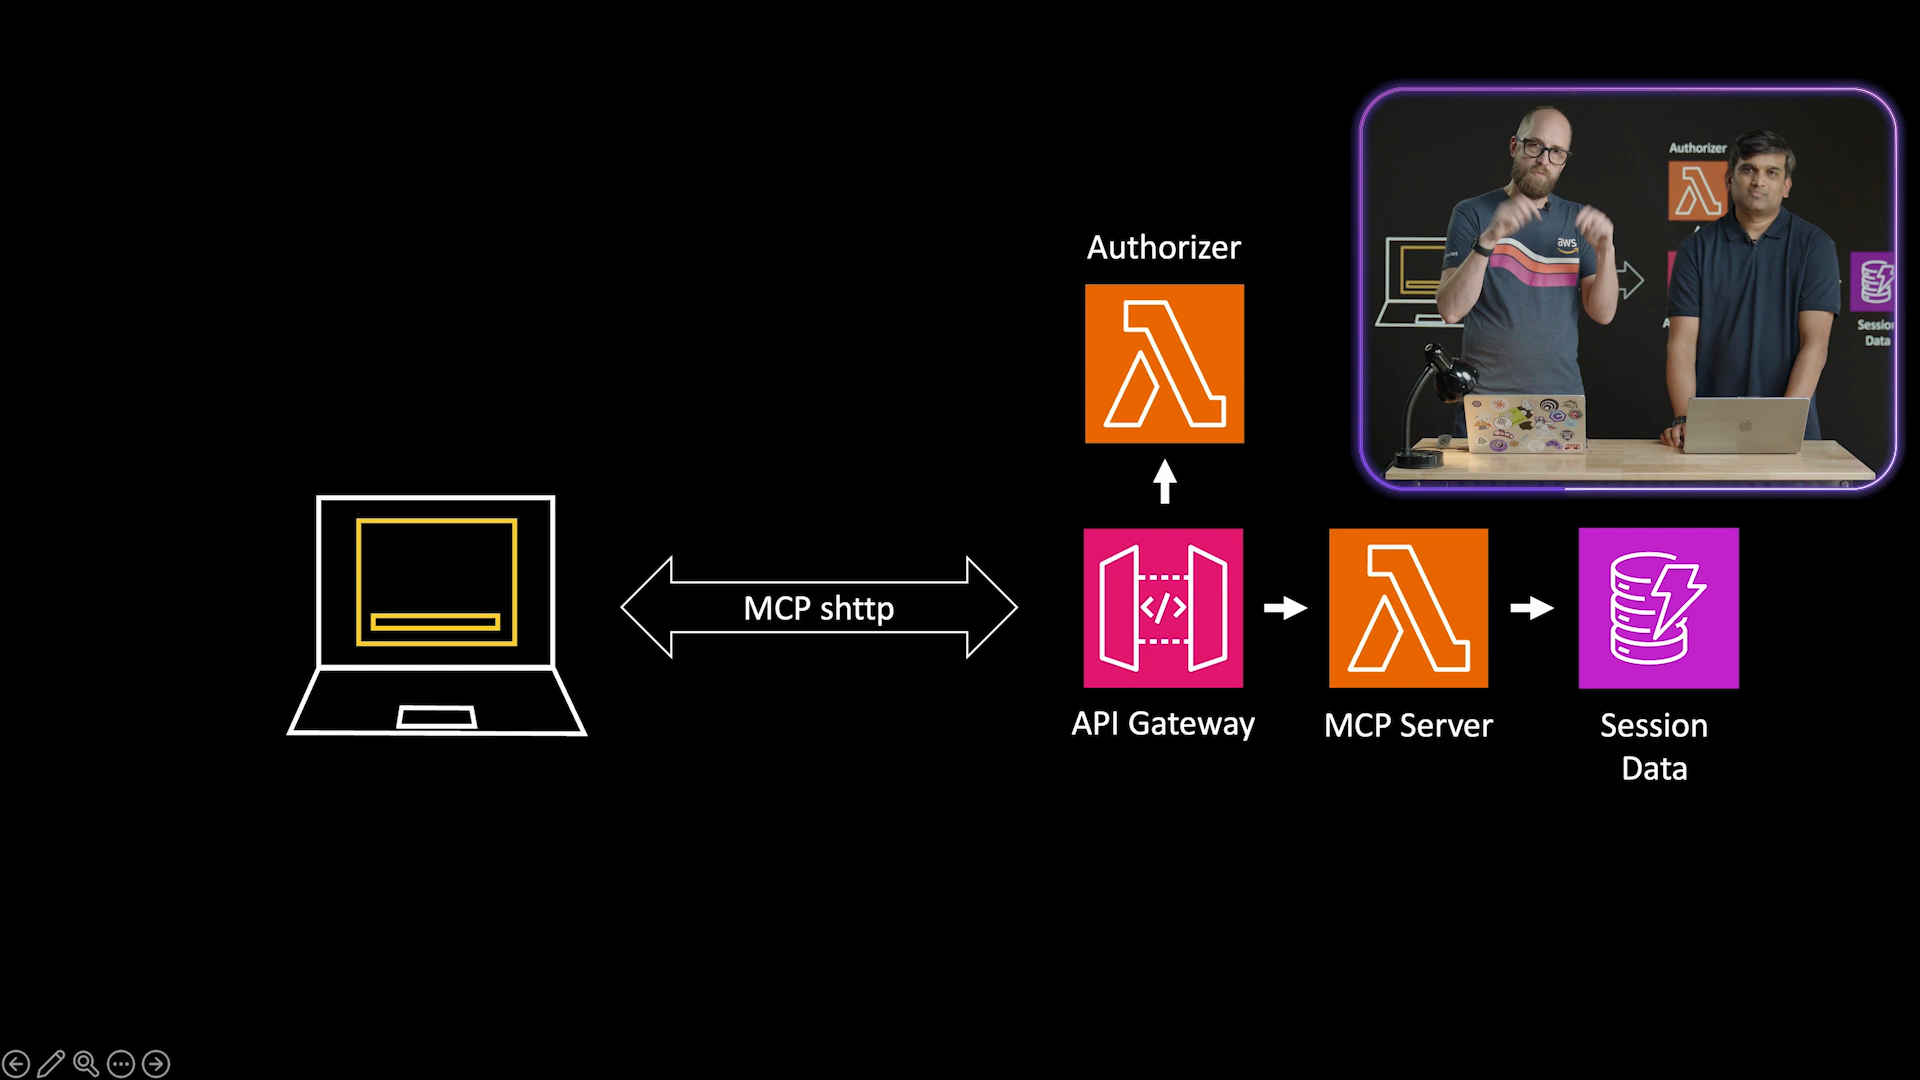 Authorizer
MCP shttp
API Gateway
MCP Server
Session
Data
Authorizer
aws
Session
Data